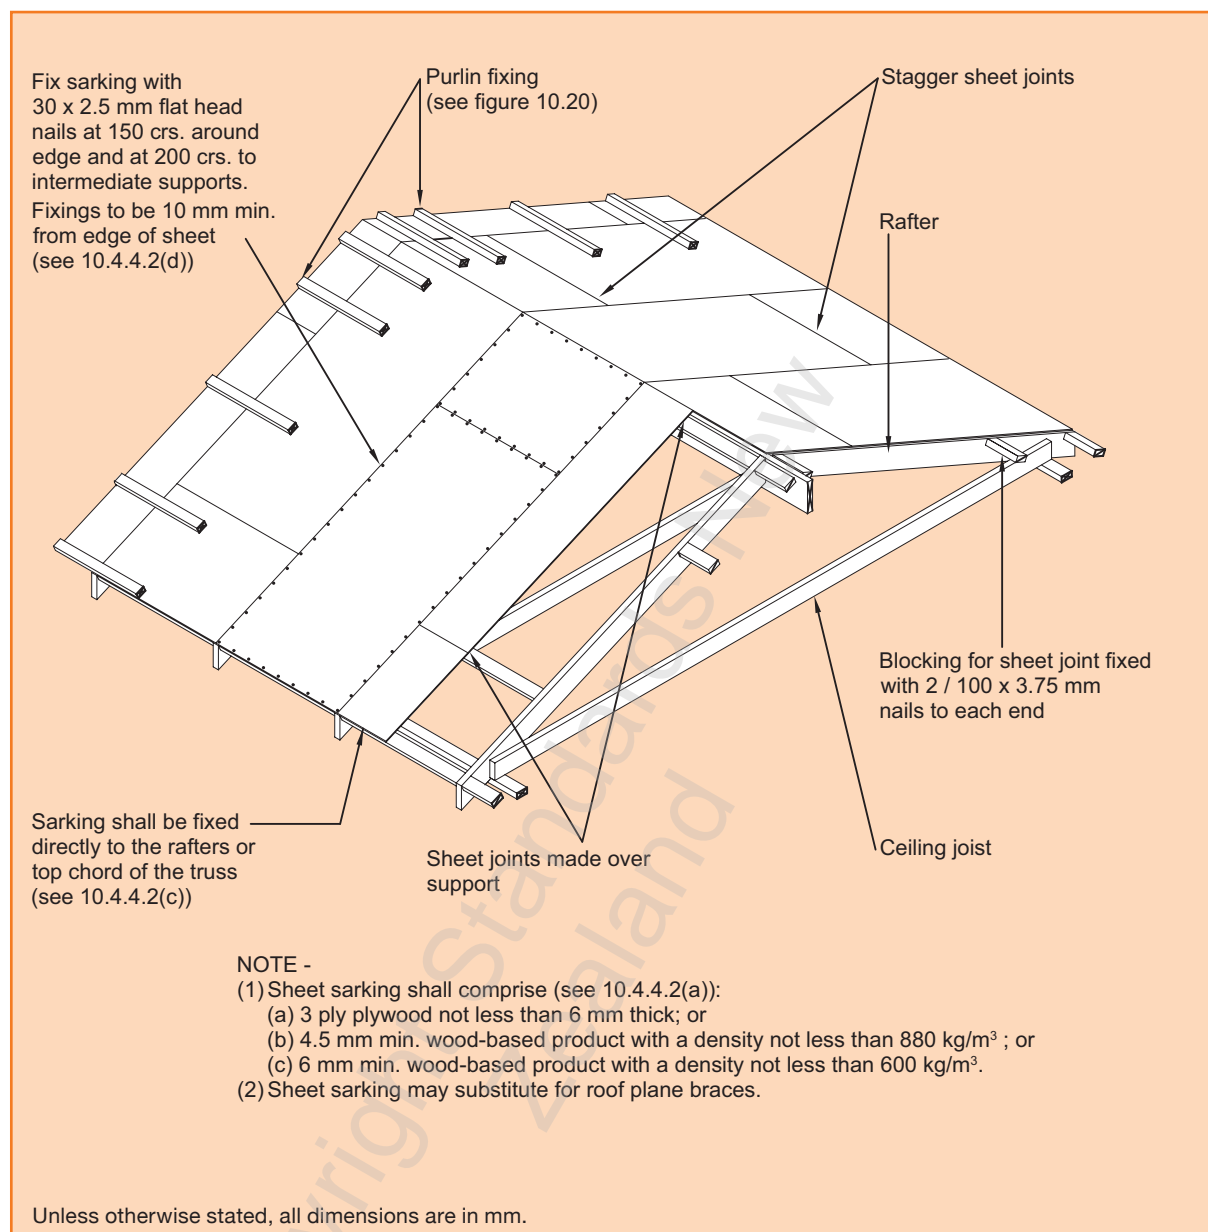 Fix sarking with
30 x 2.5 mm flat head
nails at 150 crs. around
edge and at 200 crs. to
intermediate supports.
Fixings to be 10 mm min.
from edge of sheet
(see 10.4.4.2(d))
Purlin fixing
(see figure 10.20)
Stagger sheet joints
Rafter
Blocking for sheet joint fixed
with 2 / 100 x 3.75 mm
nails to each end
Ceiling joist
Sheet joints made over
support
Sarking shall be fixed
directly to the rafters or
top chord of the truss
(see 10.4.4.2(c))
NOTE -
(1) Sheet sarking shall comprise (see 10.4.4.2(a)):
(a) 3 ply plywood not less than 6 mm thick; or
(b) 4.5 mm min. wood-based product with a density not less than 880 kg/m³ ; or
(c) 6 mm min. wood-based product with a density not less than 600 kg/m³.
(2) Sheet sarking may substitute for roof plane braces.
Unless otherwise stated, all dimensions are in mm.
yright Standards New
Zealand